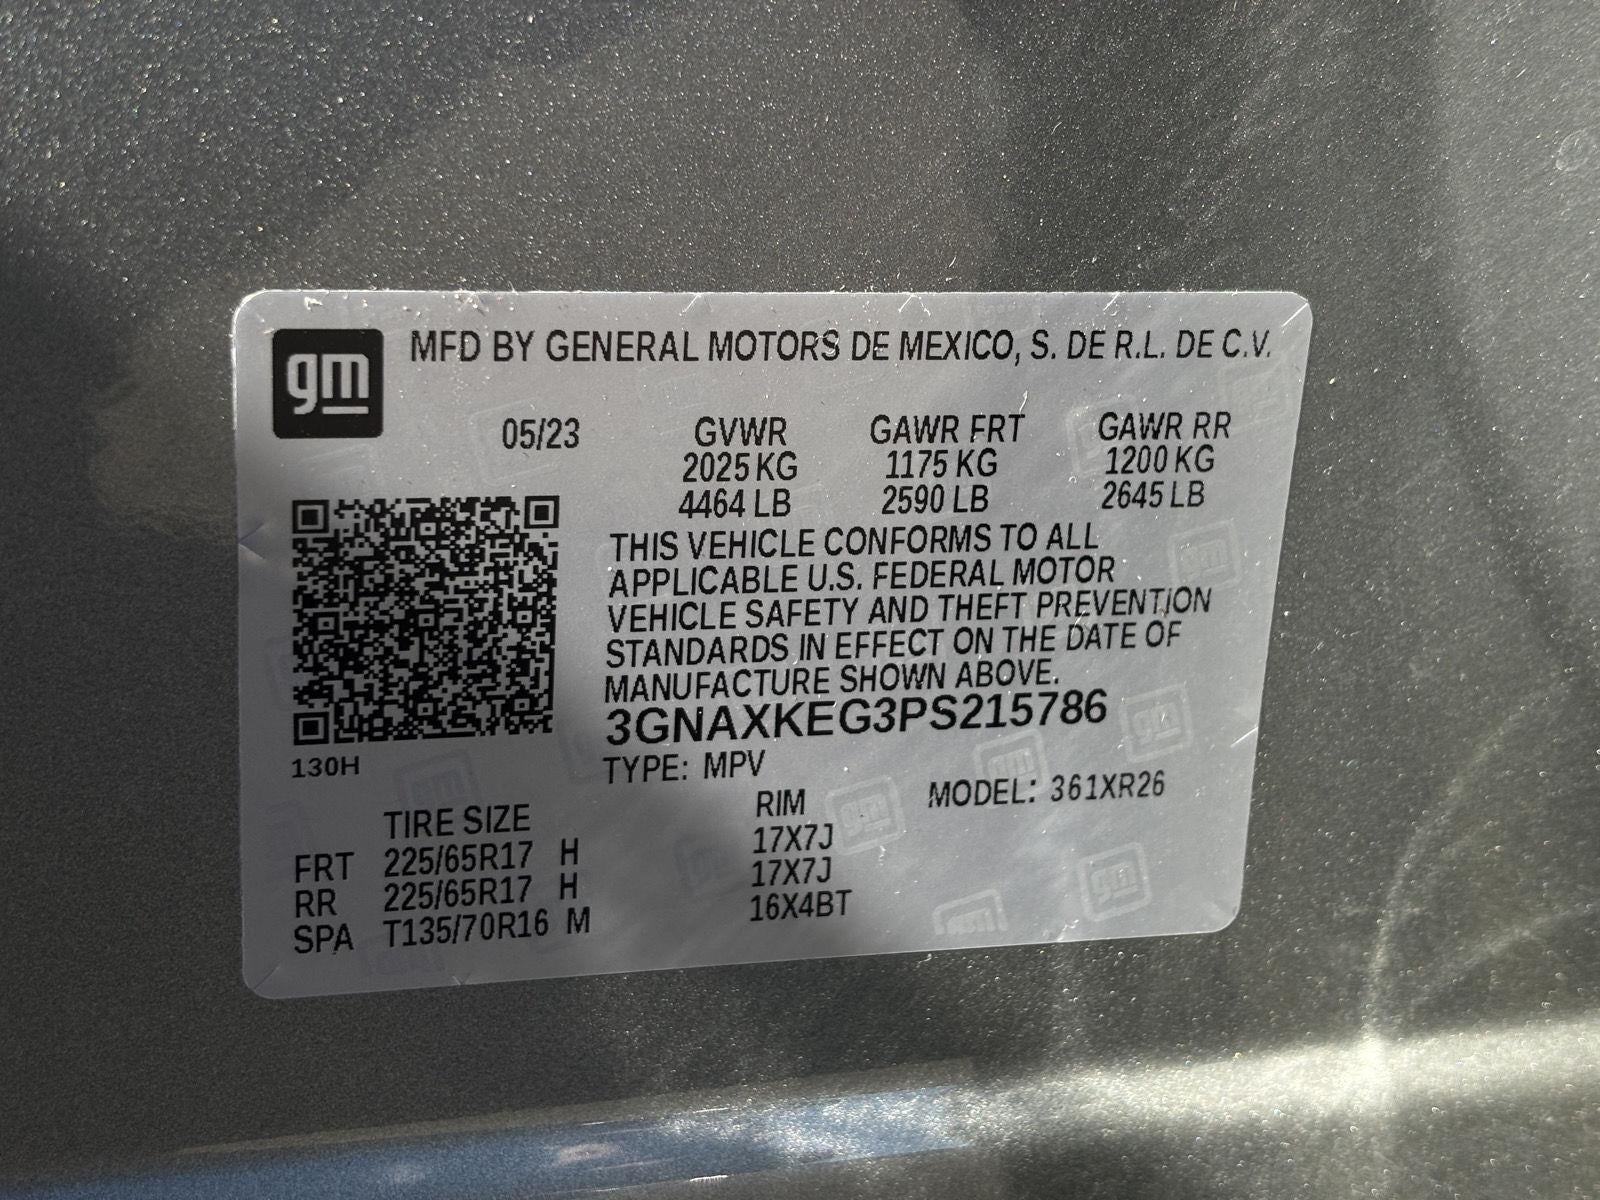 gm
MFD BY GENERAL MOTORS DE MEXICO, S. DE R.L. DE C.V.
05/23 GVWR GAWR FRT GAWR RR
2025 KG 1175 KG 1200 KG
4464 LB 2590 LB 2645 LB
THIS VEHICLE CONFORMS TO ALL
APPLICABLE U.S. FEDERAL MOTOR
VEHICLE SAFETY AND THEFT PREVENTION
STANDARDS IN EFFECT ON THE DATE OF
MANUFACTURE SHOWN ABOVE.
3GNAXKEG3PS215786
130H
TYPE: MPV
MODEL: 361XR26
TIRE SIZE RIM
FRT 225/65R17 H 17X7J
RR 225/65R17 H 17X7J
SPA T135/70R16 M 16X4BT